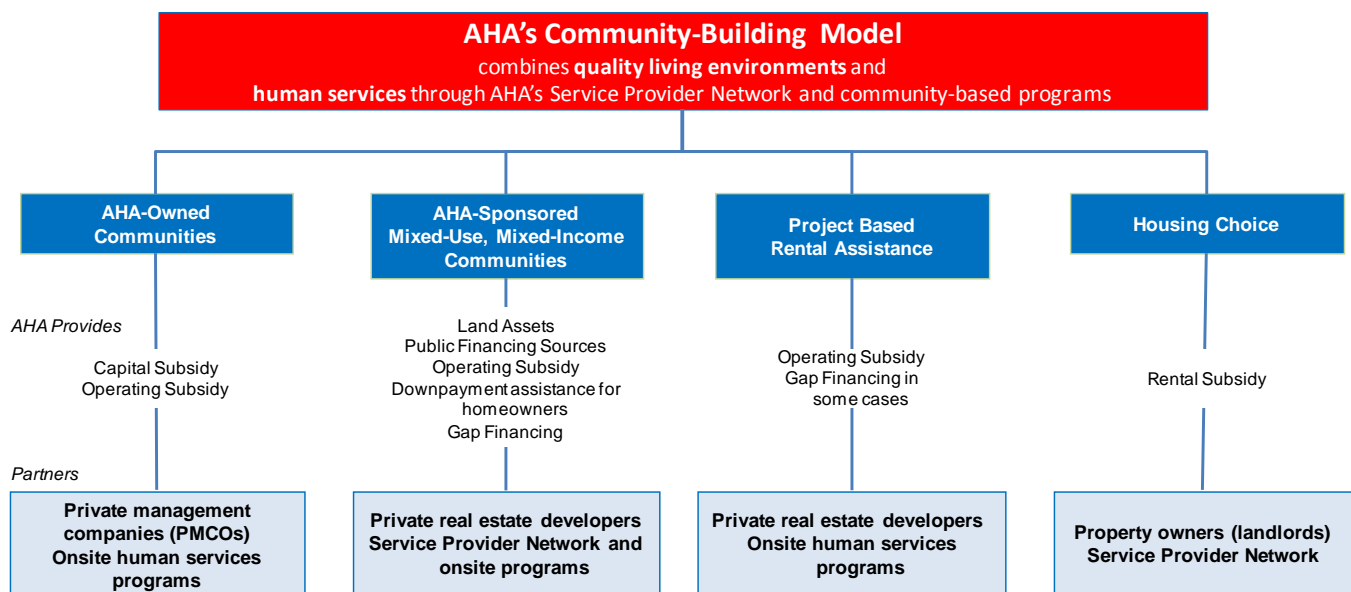 AHA's Community-Building Model
combines quality living environments and
human services through AHA's Service Provider Network and community-based programs
AHA-Owned
Communities
AHA-Sponsored
Mixed-Use, Mixed-Income
Communities
Project Based
Rental Assistance
Housing Choice
AHA Provides
Capital Subsidy
Operating Subsidy
Land Assets
Public Financing Sources
Operating Subsidy
Downpayment assistance for
homeowners
Gap Financing
Operating Subsidy
Gap Financing in
some cases
Rental Subsidy
Partners
Private management
companies (PMCOs)
Onsite human services
programs
Private real estate developers
Service Provider Network and
onsite programs
Private real estate developers
Onsite human services
programs
Property owners (landlords)
Service Provider Network